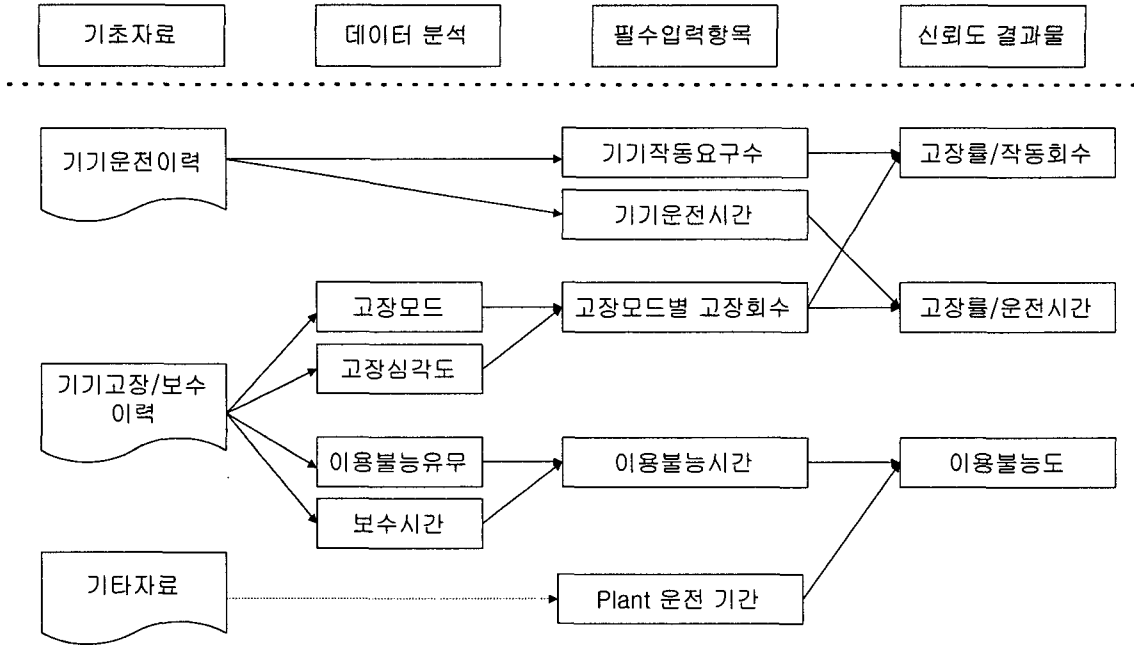 기초자료
데이터 분석
필수입력항목
신뢰도 결과물
기기운전이력
기기작동요구수
고장률/작동회수
기기운전시간
고장모드
고장모드별 고장회수
고장률/운전시간
고장심각도
기기고장/보수
이력
이용불능유무
이용불능시간
이용불능도
보수시간
기타자료
Plant 운전 기간